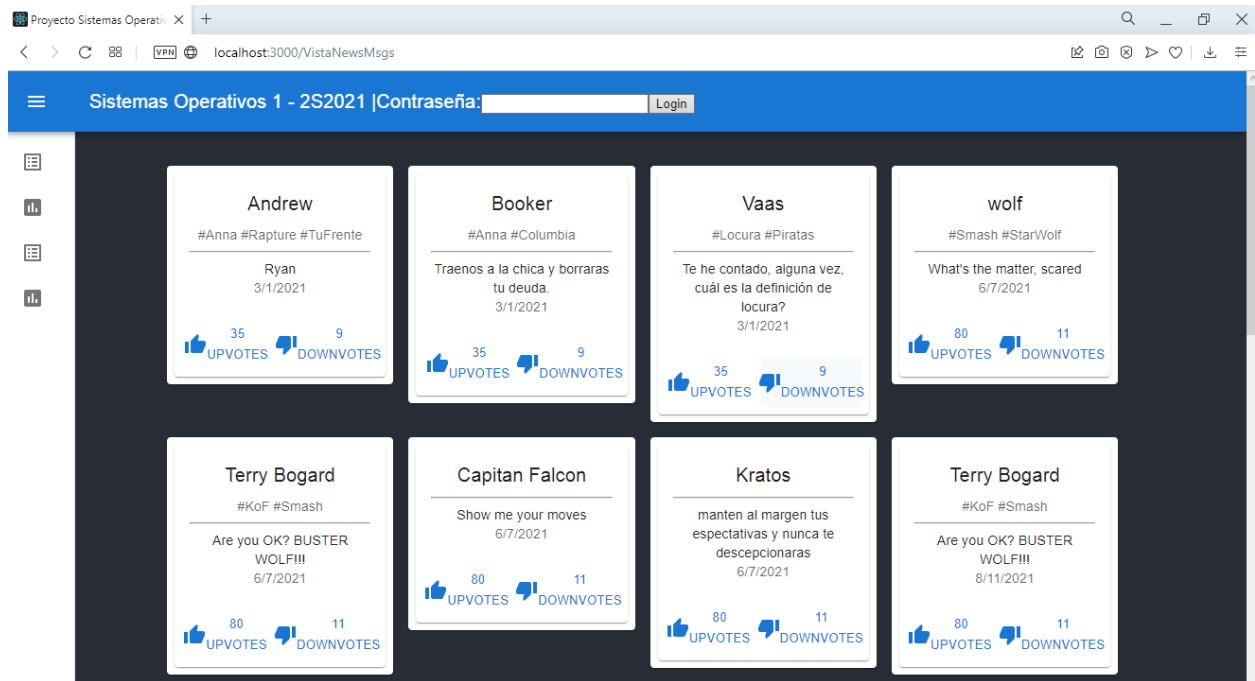 Proyecto Sistemas Operativ
VPN
localhost:3000/VistaNewsMsgs
Sistemas Operativos 1 - 2S2021 |Contraseña:
Login
Andrew
#Anna #Rapture #TuFrente
Ryan
3/1/2021
35
UPVOTES
9
DOWNVOTES
Booker
#Anna #Columbia
Traenos a la chica y borraras
tu deuda.
3/1/2021
35
UPVOTES
9
DOWNVOTES
Vaas
#Locura #Piratas
Te he contado, alguna vez,
cuál es la definición de
locura?
3/1/2021
35
UPVOTES
9
DOWNVOTES
wolf
#Smash #StarWolf
What's the matter, scared
6/7/2021
80
UPVOTES
11
DOWNVOTES
Terry Bogard
#KoF #Smash
Are you OK? BUSTER
WOLF!!!
6/7/2021
80
UPVOTES
11
DOWNVOTES
Capitan Falcon
Show me your moves
6/7/2021
80
UPVOTES
11
DOWNVOTES
Kratos
manten al margen tus
espectativas y nunca te
descepcionaras
6/7/2021
80
UPVOTES
11
DOWNVOTES
Terry Bogard
#KoF #Smash
Are you OK? BUSTER
WOLF!!!
8/11/2021
80
UPVOTES
11
DOWNVOTES